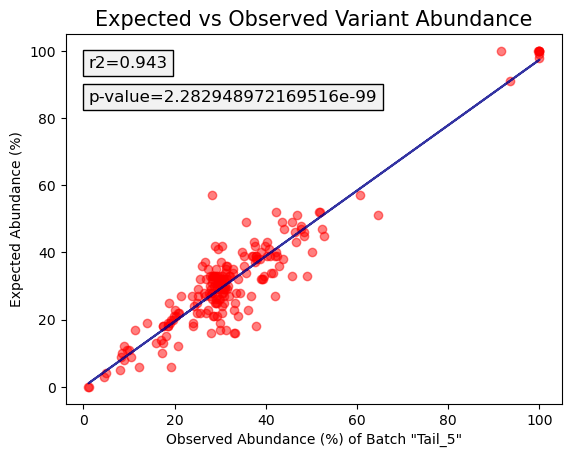 Expected vs Observed Variant Abundance
100
80
60
40
20
0
Expected Abundance (%)
r2=0.943
p-value=2.282948972169516e-99
0
20
40
60
80
100
Observed Abundance (%) of Batch "Tail_5"